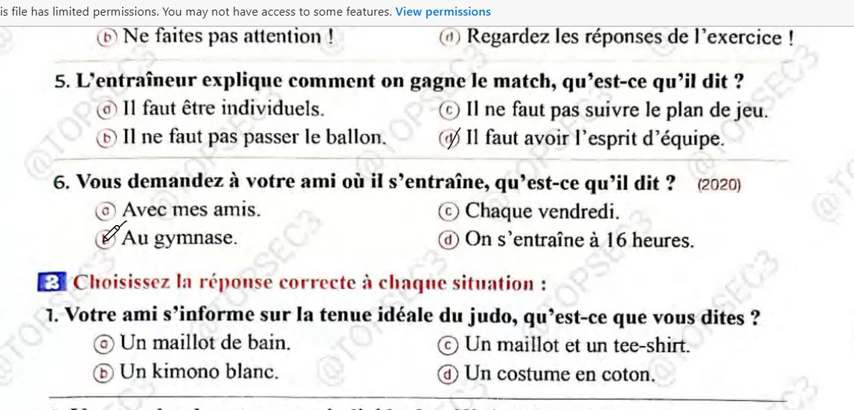 is file has limited permissions. You may not have access to some features. View permissions
b Ne faites pas attention ! d Regardez les réponses de l'exercice !
5. L'entraîneur explique comment on gagne le match, qu'est-ce qu'il dit ?
a Il faut être individuels. c Il ne faut pas suivre le plan de jeu.
b Il ne faut pas passer le ballon. d Il faut avoir l'esprit d'équipe.
6. Vous demandez à votre ami où il s'entraîne, qu'est-ce qu'il dit ? (2020)
a Avec mes amis. c Chaque vendredi.
b Au gymnase. d On s'entraîne à 16 heures.
2 Choisissez la réponse correcte à chaque situation :
1. Votre ami s'informe sur la tenue idéale du judo, qu'est-ce que vous dites ?
a Un maillot de bain. c Un maillot et un tee-shirt.
b Un kimono blanc. d Un costume en coton.
@TOPSEC3